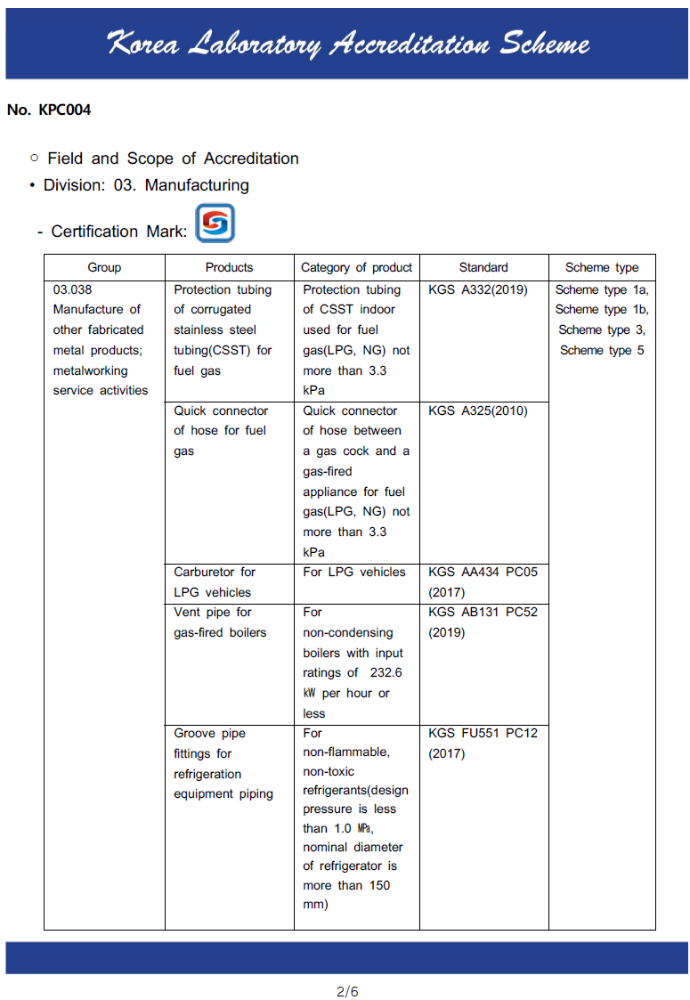 Korea Laboratory Accreditation Scheme
No. KPC004
○ Field and Scope of Accreditation
• Division: 03. Manufacturing
- Certification Mark:
Group Products Category of product Standard Scheme type
03.038
Manufacture of
other fabricated
metal products;
metalworking
service activities
Protection tubing
of corrugated
stainless steel
tubing(CSST) for
fuel gas
Protection tubing
of CSST indoor
used for fuel
gas(LPG, NG) not
more than 3.3
kPa
KGS A332(2019)
Scheme type 1a,
Scheme type 1b,
Scheme type 3,
Scheme type 5
Quick connector
of hose for fuel
gas
Quick connector
of hose between
a gas cock and a
gas-fired
appliance for fuel
gas(LPG, NG) not
more than 3.3
kPa
KGS A325(2010)
Carburetor for
LPG vehicles
For LPG vehicles
KGS AA434 PC05
(2017)
Vent pipe for
gas-fired boilers
For
non-condensing
boilers with input
ratings of 232.6
㎾ per hour or
less
KGS AB131 PC52
(2019)
Groove pipe
fittings for
refrigeration
equipment piping
For
non-flammable,
non-toxic
refrigerants(design
pressure is less
than 1.0 ㎫,
nominal diameter
of refrigerator is
more than 150
mm)
KGS FU551 PC12
(2017)
2/6